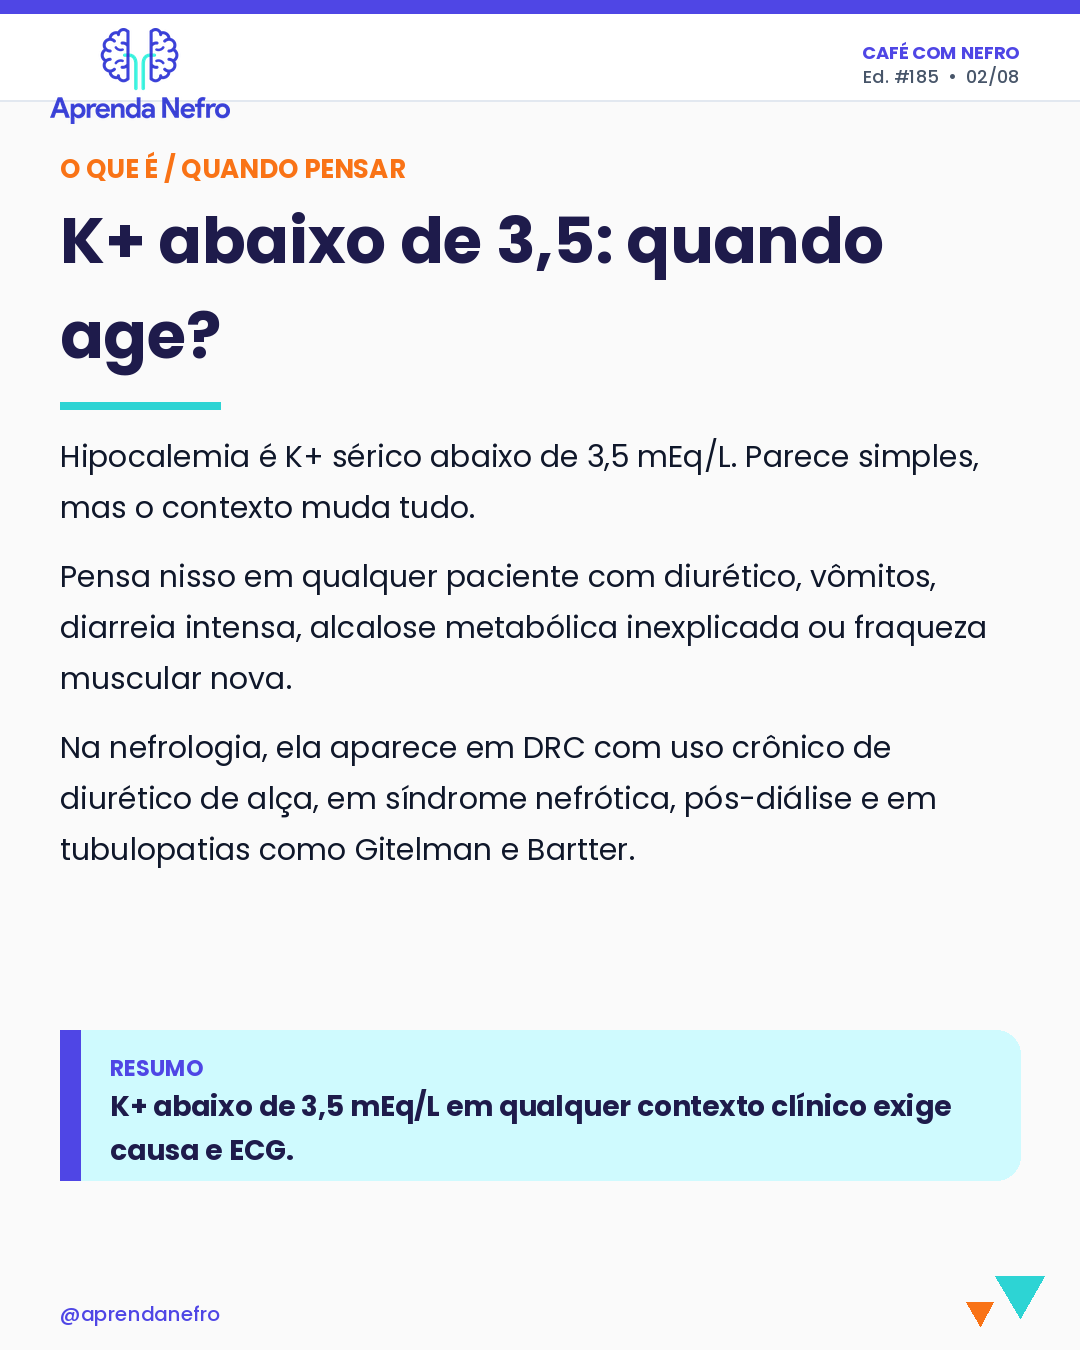 Aprenda Nefro
CAFÉ COM NEFRO
Ed. #185 • 02/08
O QUE É / QUANDO PENSAR
K+ abaixo de 3,5: quando
age?
Hipocalemia é K+ sérico abaixo de 3,5 mEq/L. Parece simples,
mas o contexto muda tudo.
Pensa nisso em qualquer paciente com diurético, vômitos,
diarreia intensa, alcalose metabólica inexplicada ou fraqueza
muscular nova.
Na nefrologia, ela aparece em DRC com uso crônico de
diurético de alça, em síndrome nefrótica, pós-diálise e em
tubulopatias como Gitelman e Bartter.
RESUMO
K+ abaixo de 3,5 mEq/L em qualquer contexto clínico exige
causa e ECG.
@aprendanefro